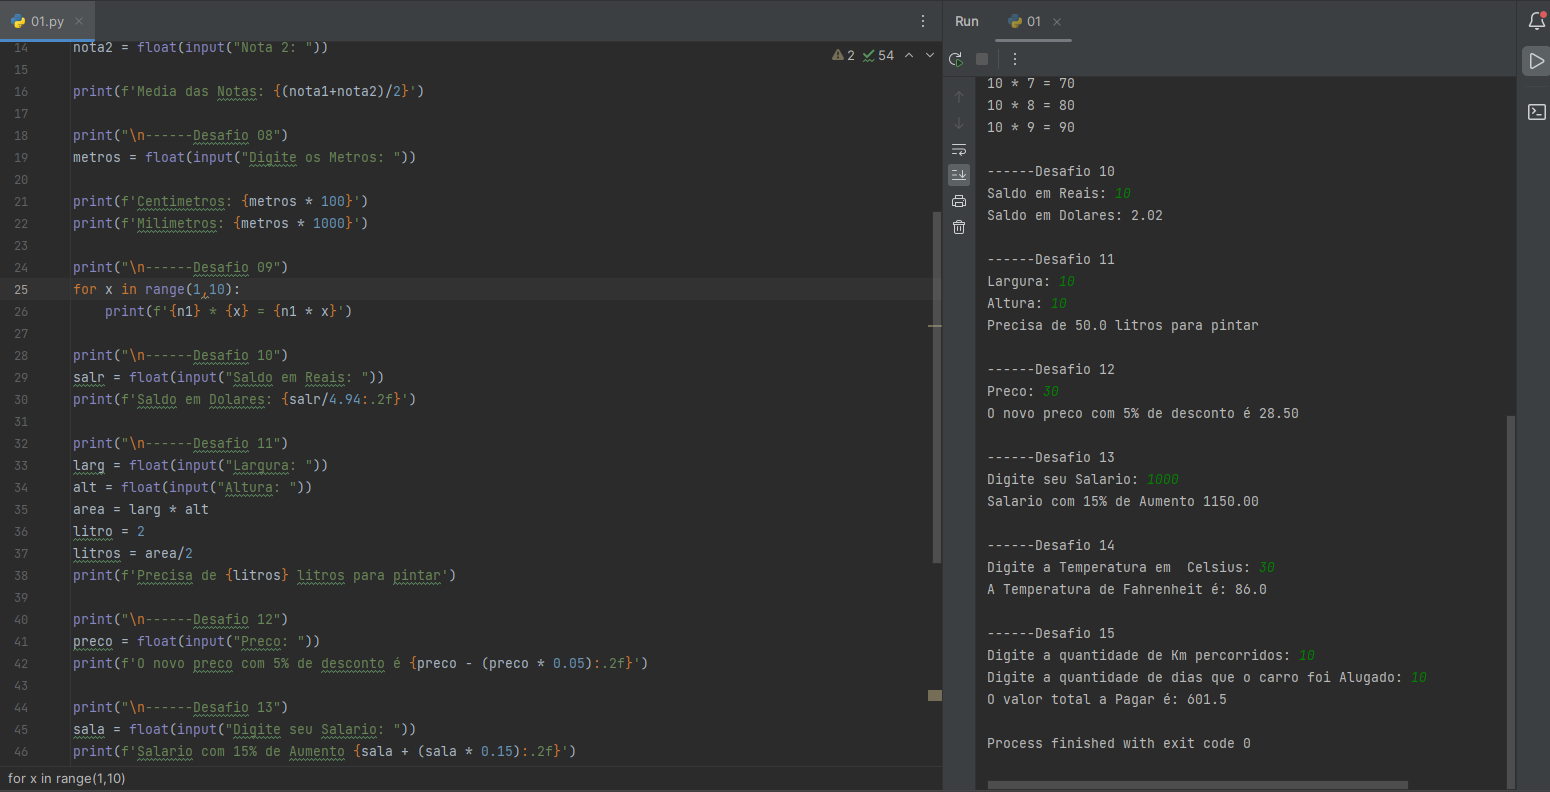 01.py
14 nota2 = float(input("Nota 2: "))
15
16 print(f'Media das Notas: {(nota1+nota2)/2}')
17
18 print("\n------Desafio 08")
19 metros = float(input("Digite os Metros: "))
20
21 print(f'Centimetros: {metros * 100}')
22 print(f'Milimetros: {metros * 1000}')
23
24 print("\n------Desafio 09")
25 for x in range(1,10):
26     print(f'{n1} * {x} = {n1 * x}')
27
28 print("\n------Desafio 10")
29 salr = float(input("Saldo em Reais: "))
30 print(f'Saldo em Dolares: {salr/4.94:.2f}')
31
32 print("\n------Desafio 11")
33 larg = float(input("Largura: "))
34 alt = float(input("Altura: "))
35 area = larg * alt
36 litro = 2
37 litros = area/2
38 print(f'Precisa de {litros} litros para pintar')
39
40 print("\n------Desafio 12")
41 preco = float(input("Preco: "))
42 print(f'O novo preco com 5% de desconto é {preco - (preco * 0.05):.2f}')
43
44 print("\n------Desafio 13")
45 sala = float(input("Digite seu Salario: "))
46 print(f'Salario com 15% de Aumento {sala + (sala * 0.15):.2f}')
2 54
for x in range(1,10)
Run 01
10 * 7 = 70
10 * 8 = 80
10 * 9 = 90
------Desafio 10
Saldo em Reais: 10
Saldo em Dolares: 2.02
------Desafio 11
Largura: 10
Altura: 10
Precisa de 50.0 litros para pintar
------Desafio 12
Preco: 30
O novo preco com 5% de desconto é 28.50
------Desafio 13
Digite seu Salario: 1000
Salario com 15% de Aumento 1150.00
------Desafio 14
Digite a Temperatura em  Celsius: 30
A Temperatura de Fahrenheit é: 86.0
------Desafio 15
Digite a quantidade de Km percorridos: 10
Digite a quantidade de dias que o carro foi Alugado: 10
O valor total a Pagar é: 601.5
Process finished with exit code 0